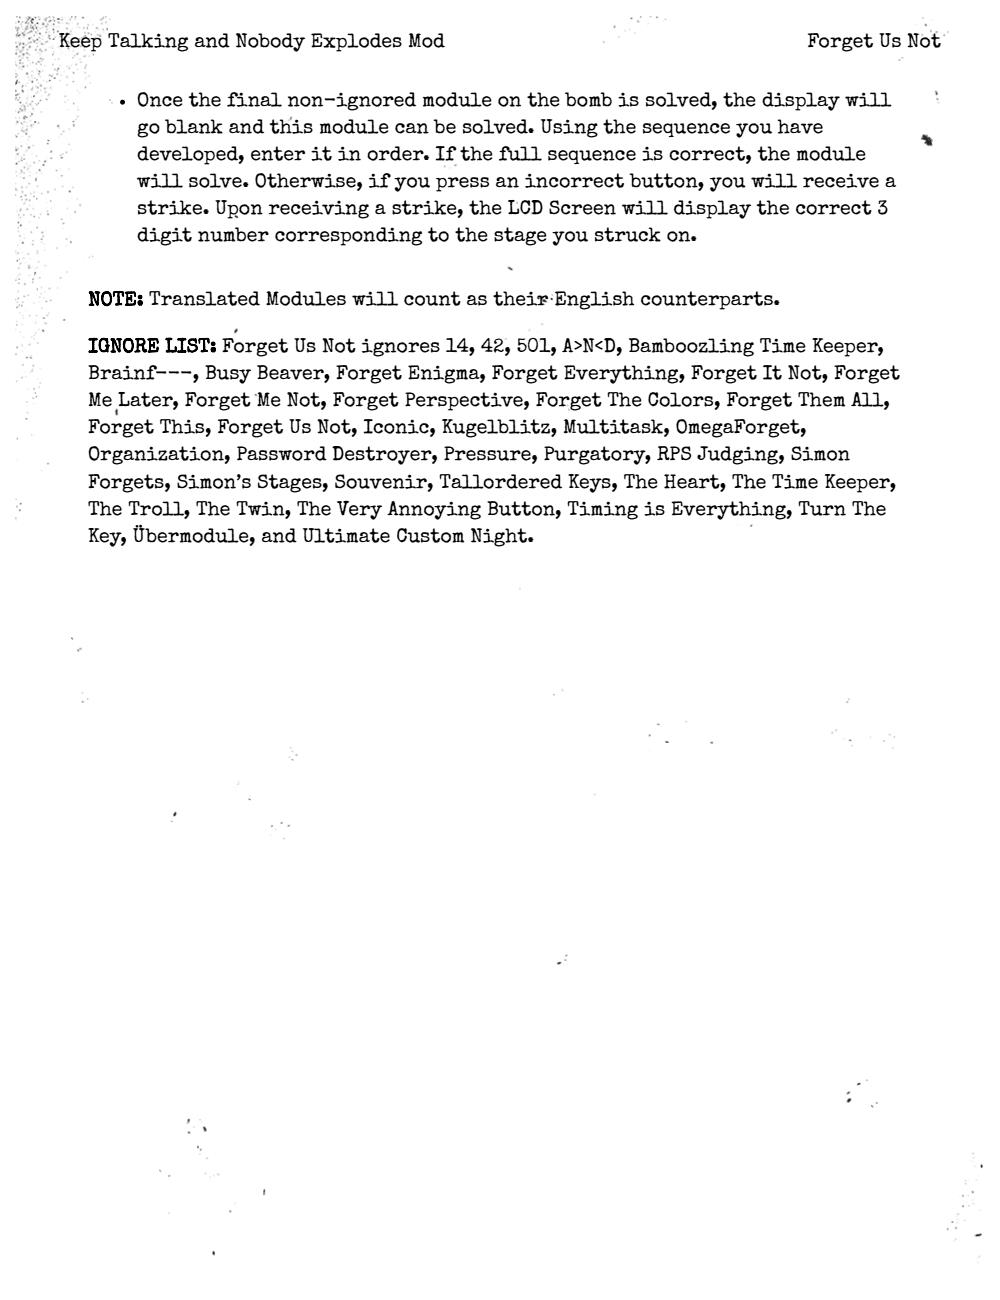 Keep Talking and Nobody Explodes Mod
Forget Us Not
• Once the final non-ignored module on the bomb is solved, the display will
go blank and this module can be solved. Using the sequence you have
developed, enter it in order. If the full sequence is correct, the module
will solve. Otherwise, if you press an incorrect button, you will receive a
strike. Upon receiving a strike, the LCD Screen will display the correct 3
digit number corresponding to the stage you struck on.
NOTE: Translated Modules will count as their English counterparts.
IGNORE LIST: Forget Us Not ignores 14, 42, 501, A>N<D, Bamboozling Time Keeper,
Brainf---, Busy Beaver, Forget Enigma, Forget Everything, Forget It Not, Forget
Me Later, Forget Me Not, Forget Perspective, Forget The Colors, Forget Them All,
Forget This, Forget Us Not, Iconic, Kugelblitz, Multitask, OmegaForget,
Organization, Password Destroyer, Pressure, Purgatory, RPS Judging, Simon
Forgets, Simon's Stages, Souvenir, Tallordered Keys, The Heart, The Time Keeper,
The Troll, The Twin, The Very Annoying Button, Timing is Everything, Turn The
Key, Übermodule, and Ultimate Custom Night.